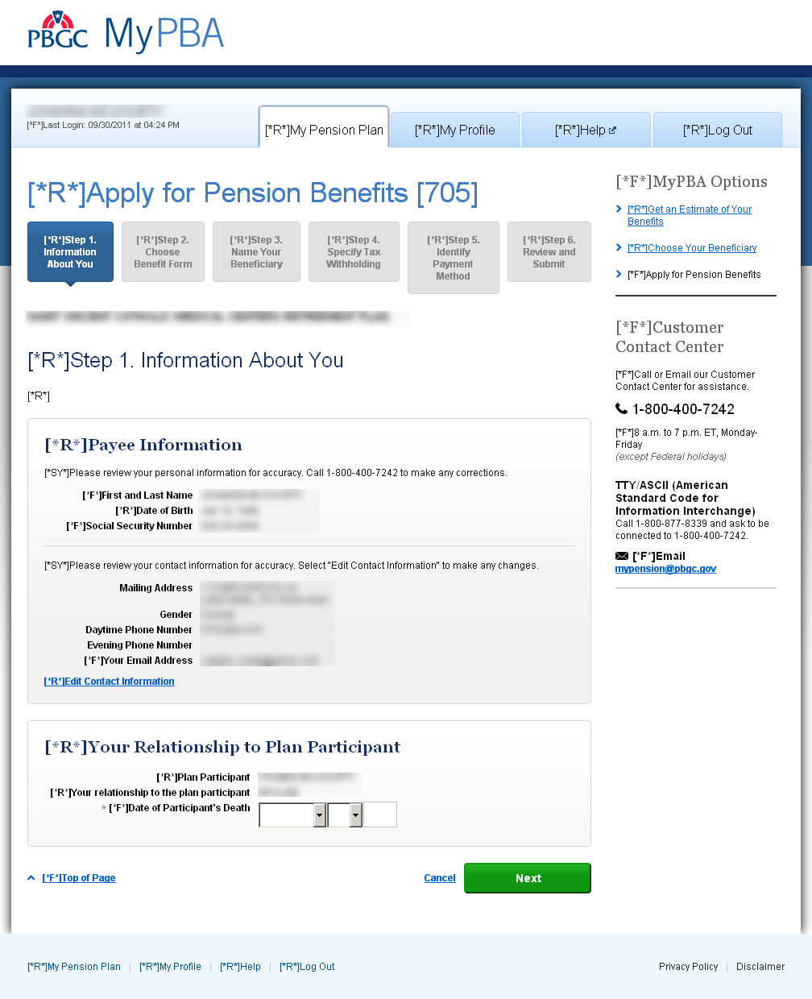 PBGC MyPBA
[*F*]Last Login: 09/30/2011 at 04:24 PM
[*R*]My Pension Plan
[*R*]My Profile
[*R*]Help
[*R*]Log Out
[*R*]Apply for Pension Benefits [705]
[*R*]Step 1.
Information
About You
[*R*]Step 2.
Choose
Benefit Form
[*R*]Step 3.
Name Your
Beneficiary
[*R*]Step 4.
Specify Tax
Withholding
[*R*]Step 5.
Identify
Payment
Method
[*R*]Step 6.
Review and
Submit
[*R*]Step 1. Information About You
[*R*]
[*R*]Payee Information
[*SY*]Please review your personal information for accuracy. Call 1-800-400-7242 to make any corrections.
[*F*]First and Last Name
[*R*]Date of Birth
[*F*]Social Security Number
[*SY*]Please review your contact information for accuracy. Select "Edit Contact Information" to make any changes.
Mailing Address
Gender
Daytime Phone Number
Evening Phone Number
[*F*]Your Email Address
[*R*]Edit Contact Information
[*R*]Your Relationship to Plan Participant
[*R*]Plan Participant
[*R*]Your relationship to the plan participant
* [*F*]Date of Participant's Death
[*F*]Top of Page
Cancel
Next
[*F*]MyPBA Options
[*R*]Get an Estimate of Your
Benefits
[*R*]Choose Your Beneficiary
[*F*]Apply for Pension Benefits
[*F*]Customer
Contact Center
[*F*]Call or Email our Customer
Contact Center for assistance.
1-800-400-7242
[*F*]8 a.m. to 7 p.m. ET, Monday-
Friday
(except Federal holidays)
TTY/ASCII (American
Standard Code for
Information Interchange)
Call 1-800-877-8339 and ask to be
connected to 1-800-400-7242.
[*F*]Email
mypension@pbgc.gov
[*R*]My Pension Plan
[*R*]My Profile
[*R*]Help
[*R*]Log Out
Privacy Policy
Disclaimer